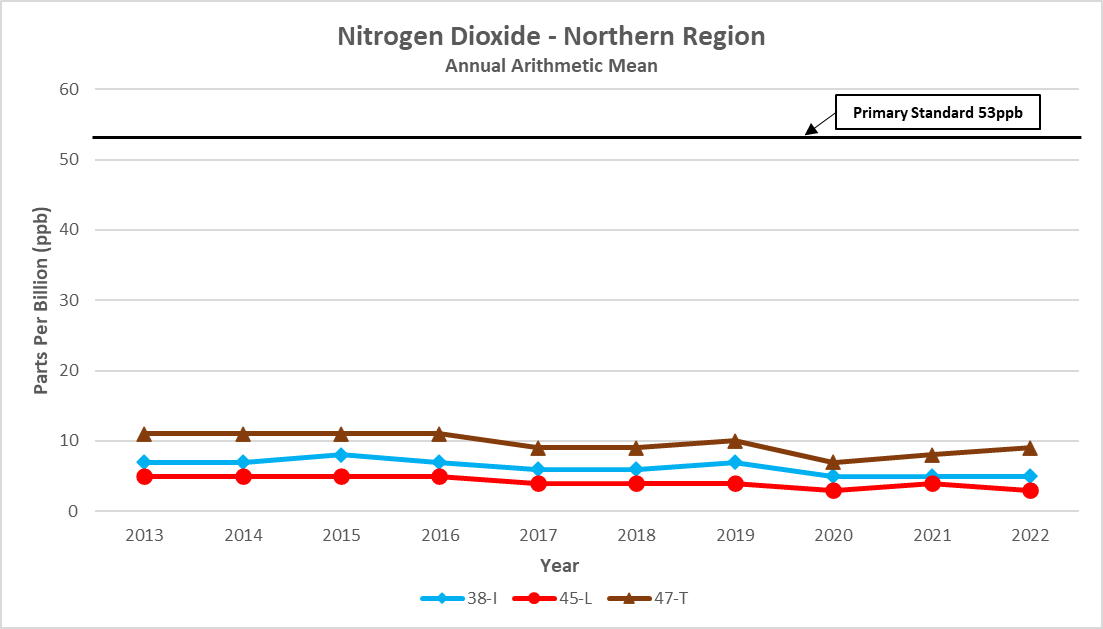 Nitrogen Dioxide - Northern Region
Annual Arithmetic Mean
60
Primary Standard 53ppb
50
40
30
20
10
0
Parts Per Billion (ppb)
2013 2014 2015 2016 2017 2018 2019 2020 2021 2022
Year
38-I 45-L 47-T